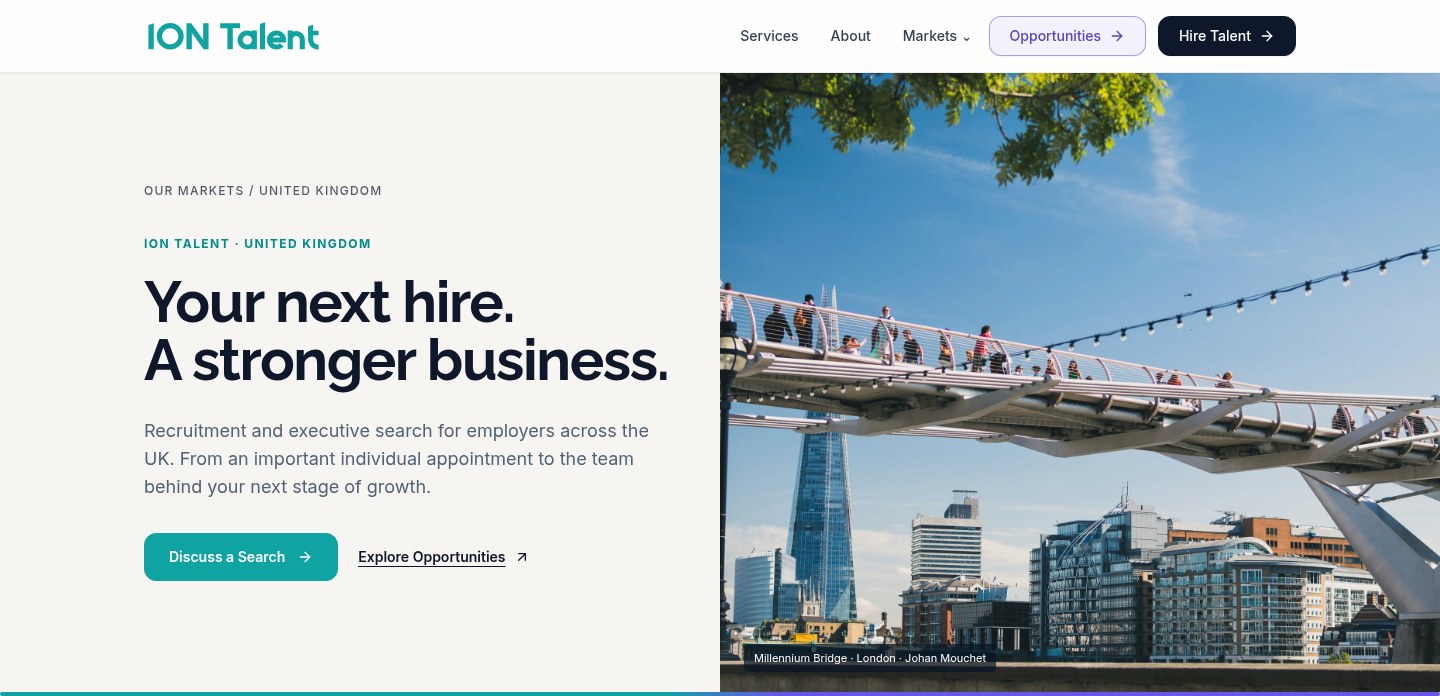 ION Talent
Services
About
Markets
Opportunities →
Hire Talent →
OUR MARKETS / UNITED KINGDOM
ION TALENT · UNITED KINGDOM
Your next hire.
A stronger business.
Recruitment and executive search for employers across the
UK. From an important individual appointment to the team
behind your next stage of growth.
Discuss a Search →
Explore Opportunities ↗
Millennium Bridge · London · Johan Mouchet